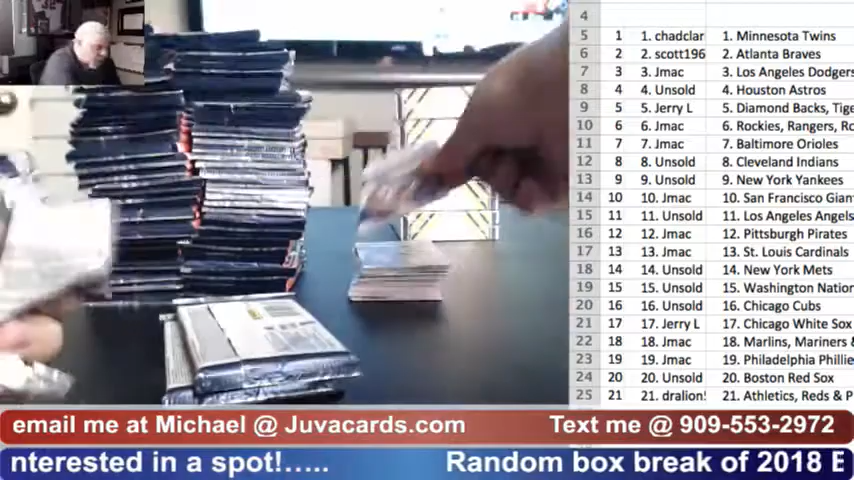 4
5 1 1. chadclar 1. Minnesota Twins
6 2 2. scott196 2. Atlanta Braves
7 3 3. Jmac 3. Los Angeles Dodgers
8 4 4. Unsold 4. Houston Astros
9 5 5. Jerry L 5. Diamond Backs, Tige
10 6 6. Jmac 6. Rockies, Rangers, Ro
11 7 7. Jmac 7. Baltimore Orioles
12 8 8. Unsold 8. Cleveland Indians
13 9 9. Unsold 9. New York Yankees
14 10 10. Jmac 10. San Francisco Giant
15 11 11. Unsold 11. Los Angeles Angels
16 12 12. Jmac 12. Pittsburgh Pirates
17 13 13. Jmac 13. St. Louis Cardinals
18 14 14. Unsold 14. New York Mets
19 15 15. Unsold 15. Washington Nation
20 16 16. Unsold 16. Chicago Cubs
21 17 17. Jerry L 17. Chicago White Sox
22 18 18. Jmac 18. Marlins, Mariners &
23 19 19. Jmac 19. Philadelphia Phillie
24 20 20. Unsold 20. Boston Red Sox
25 21 21. dralion! 21. Athletics, Reds & P
email me at Michael @ Juvacards.com Text me @ 909-553-2972
nterested in a spot!..... Random box break of 2018 B